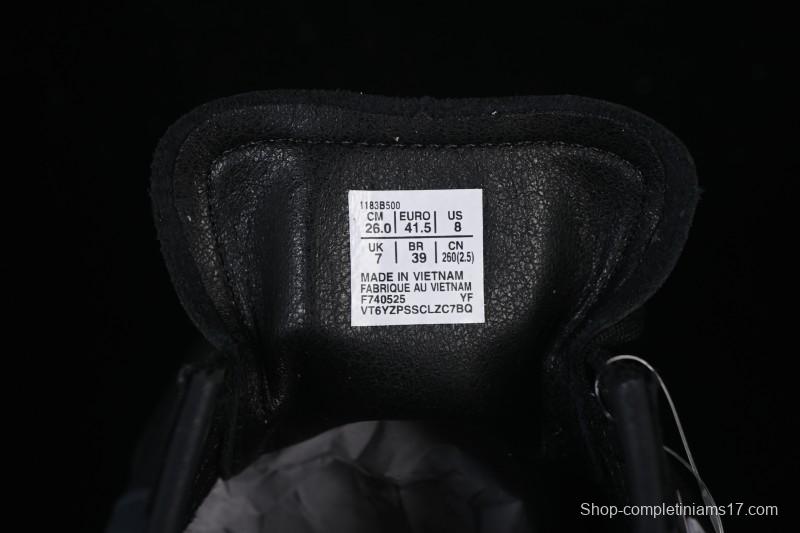 1183B500
CM EURO US
26.0 41.5 8
UK BR CN
7 39 260(2.5)
MADE IN VIETNAM
FABRIQUE AU VIETNAM
F740525 YF
VT6YZPSSCLZC7BQ
Shop-completiniams17.com